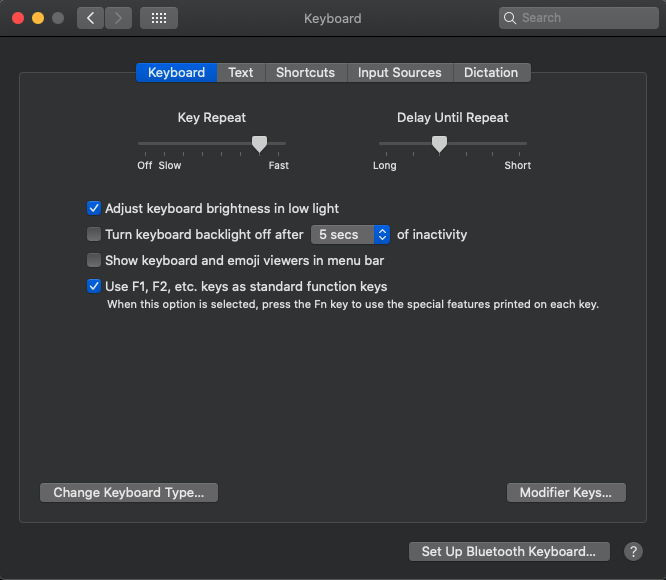 Keyboard
Search
Keyboard Text Shortcuts Input Sources Dictation
Key Repeat
Off Slow Fast
Delay Until Repeat
Long Short
Adjust keyboard brightness in low light
Turn keyboard backlight off after 5 secs of inactivity
Show keyboard and emoji viewers in menu bar
Use F1, F2, etc. keys as standard function keys
When this option is selected, press the Fn key to use the special features printed on each key.
Change Keyboard Type... Modifier Keys...
Set Up Bluetooth Keyboard... ?